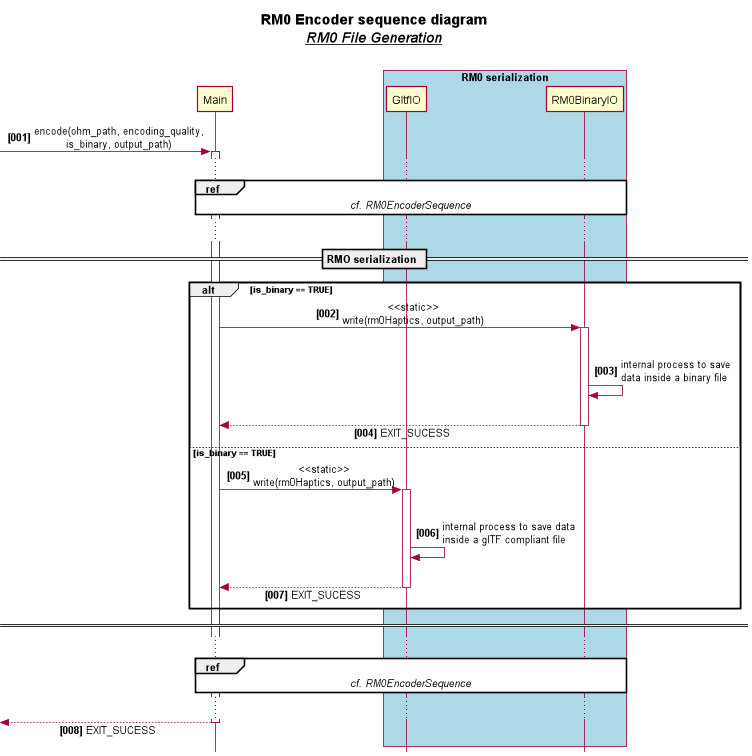 RM0 Encoder sequence diagram
RM0 File Generation
RM0 serialization
Main
GltfIO
RM0BinaryIO
[001] encode(ohm_path, encoding_quality,
is_binary, output_path)
ref
cf. RM0EncoderSequence
RMO serialization
alt [is_binary == TRUE]
<<static>>
[002] write(rm0Haptics, output_path)
[003] internal process to save
data inside a binary file
[004] EXIT_SUCESS
[is_binary == TRUE]
<<static>>
[005] write(rm0Haptics, output_path)
[006] internal process to save data
inside a glTF compliant file
[007] EXIT_SUCESS
ref
cf. RM0EncoderSequence
[008] EXIT_SUCESS